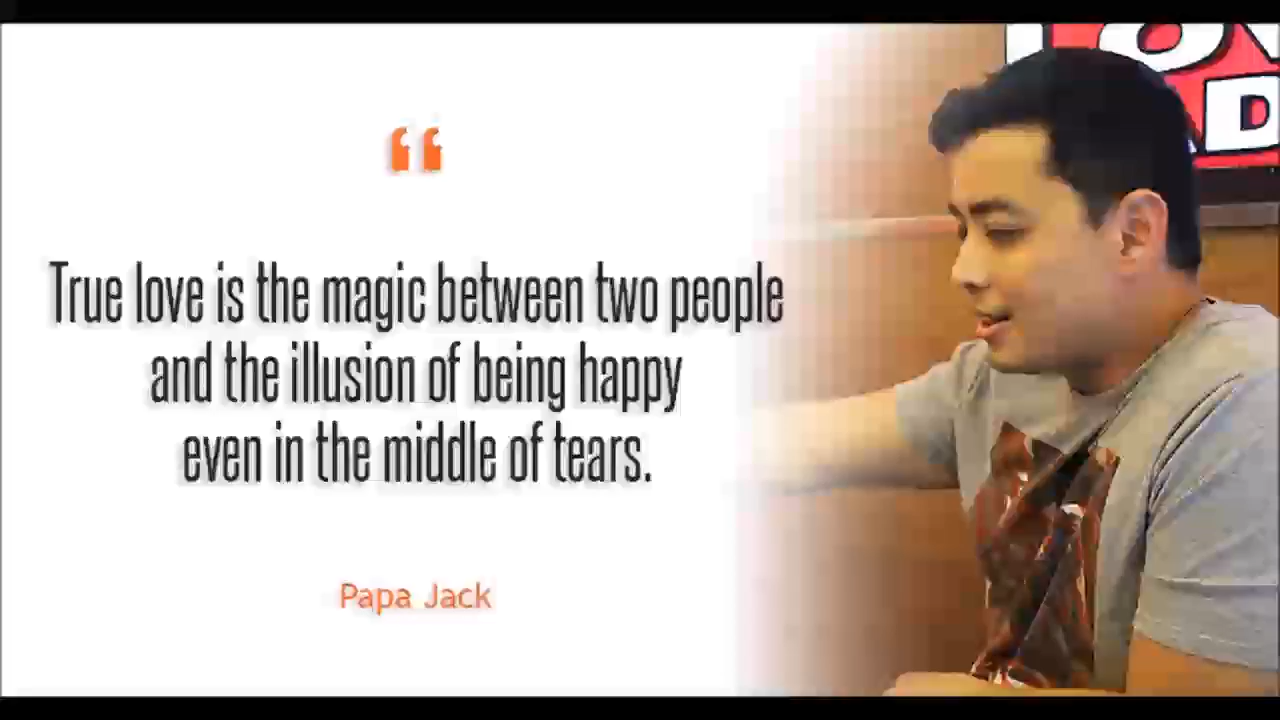 “
True love is the magic between two people
and the illusion of being happy
even in the middle of tears.
Papa Jack